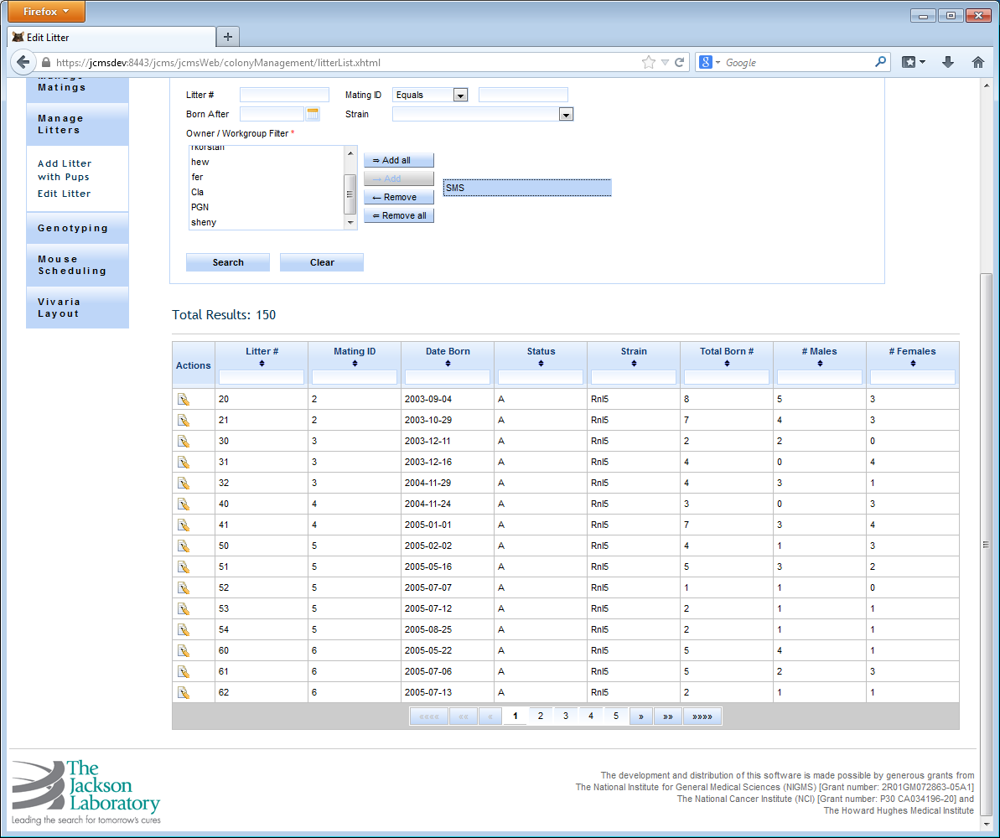 Firefox
Edit Litter
https://jcmsdev:8443/jcms/jcmsWeb/colonyManagement/litterList.xhtml
Google
Manage
Matings
Manage
Litters
Add Litter
with Pups
Edit Litter
Genotyping
Mouse
Scheduling
Vivaria
Layout
Litter # Mating ID Equals
Born After Strain
Owner / Workgroup Filter *
rkorstan
hew
fer
Cla
PGN
sheny
⇒ Add all
→ Add
← Remove
⇐ Remove all
SMS
Search Clear
Total Results: 150
Actions Litter # Mating ID Date Born Status Strain Total Born # # Males # Females
20 2 2003-09-04 A Rnl5 8 5 3
21 2 2003-10-29 A Rnl5 7 4 3
30 3 2003-12-11 A Rnl5 2 2 0
31 3 2003-12-16 A Rnl5 4 0 4
32 3 2004-11-29 A Rnl5 4 3 1
40 4 2004-11-24 A Rnl5 3 0 3
41 4 2005-01-01 A Rnl5 7 3 4
50 5 2005-02-02 A Rnl5 4 1 3
51 5 2005-05-16 A Rnl5 5 3 2
52 5 2005-07-07 A Rnl5 1 1 0
53 5 2005-07-12 A Rnl5 2 1 1
54 5 2005-08-25 A Rnl5 2 1 1
60 6 2005-05-22 A Rnl5 5 4 1
61 6 2005-07-06 A Rnl5 5 2 3
62 6 2005-07-13 A Rnl5 2 1 1
«««« «« « 1 2 3 4 5 » »» »»»»
The
Jackson
Laboratory
Leading the search for tomorrow's cures
The development and distribution of this software is made possible by generous grants from
The National Institute for General Medical Sciences (NIGMS) [Grant number: 2R01GM072863-05A1]
The National Cancer Institute (NCI) [Grant number: P30 CA034196-20] and
The Howard Hughes Medical Institute